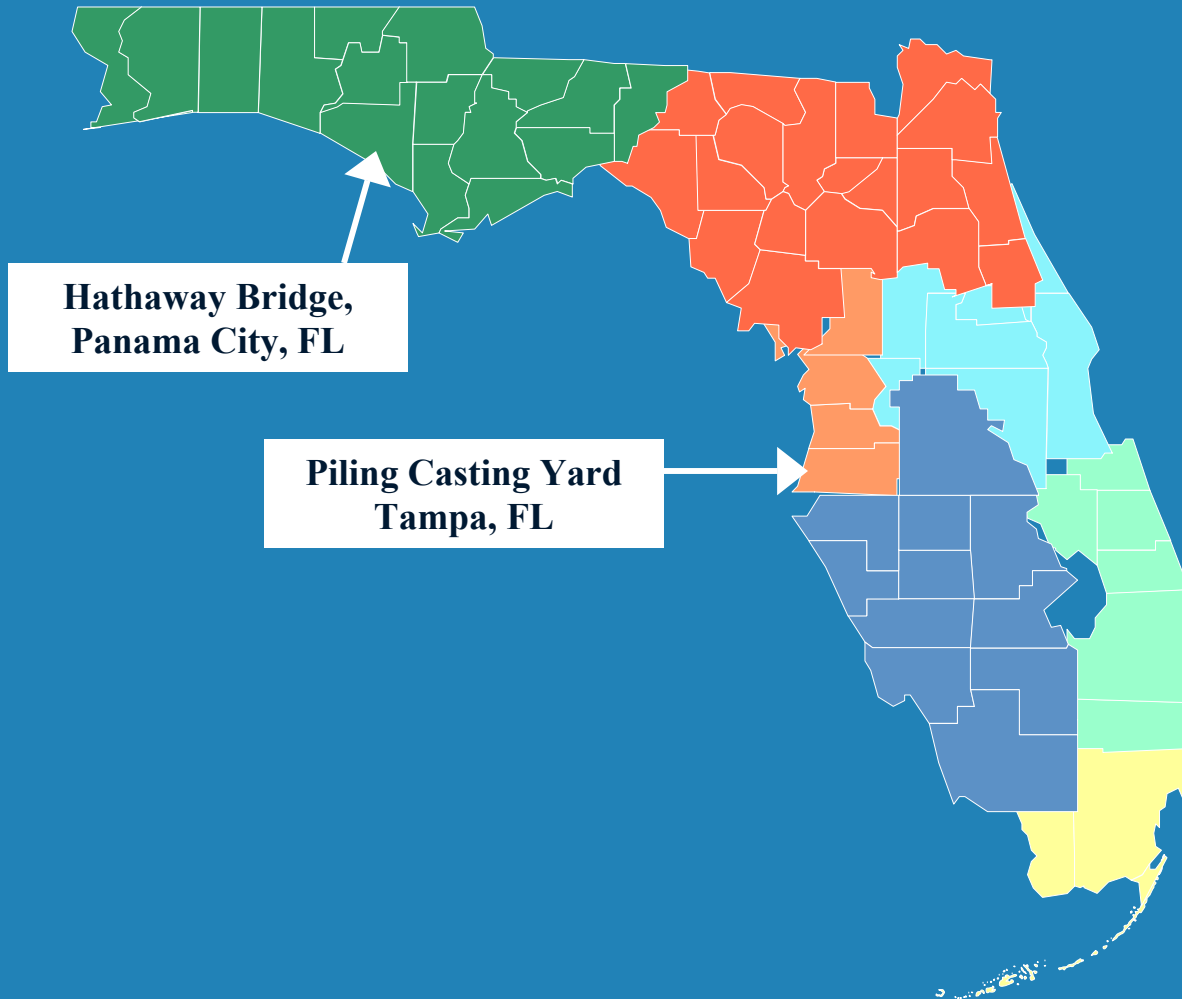 Hathaway Bridge,
Panama City, FL
Piling Casting Yard
Tampa, FL